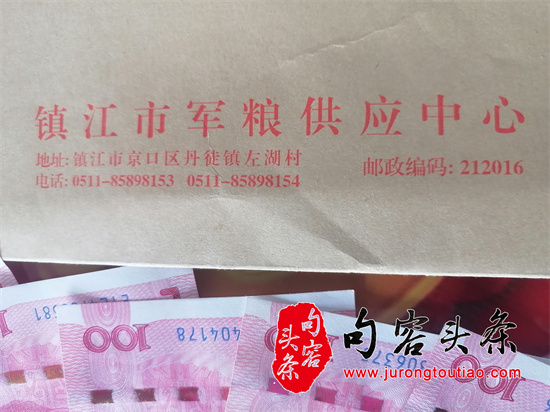 镇江市军粮供应中心
地址: 镇江市京口区丹徒镇左湖村
电话: 0511-85898153 0511-85898154
邮政编码: 212016
100
404178
100
句容头条
句容头条
www.jurongtoutiao.com